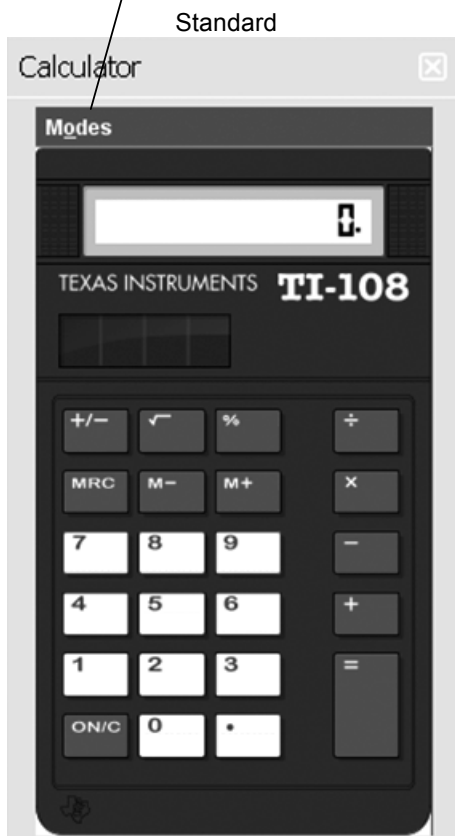 Standard
Calculator
Modes
0.
TEXAS INSTRUMENTS TI-108
+/− √ % ÷
MRC M− M+ ×
7 8 9 −
4 5 6 +
1 2 3 =
ON/C 0 •